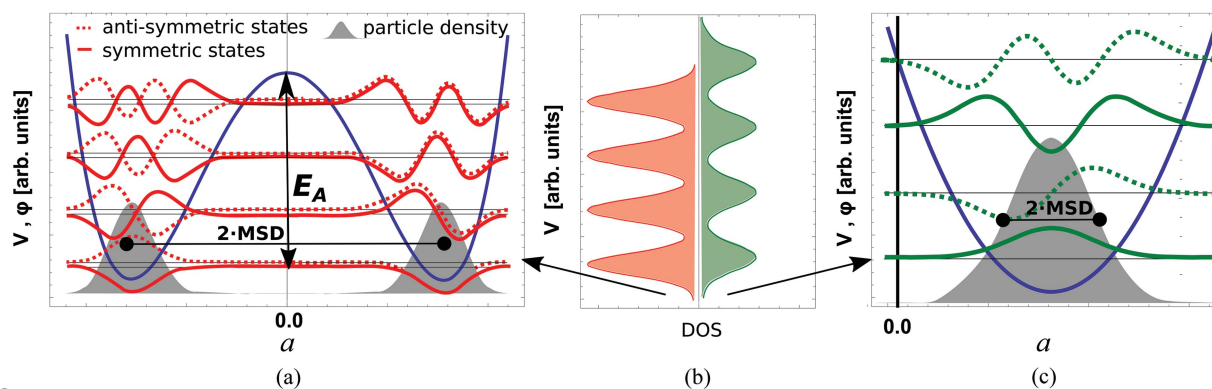 anti-symmetric states
symmetric states
particle density
V , φ [arb. units]
E_A
2·MSD
0.0
a
(a)
V [arb. units]
DOS
(b)
V , φ [arb. units]
2·MSD
0.0
a
(c)